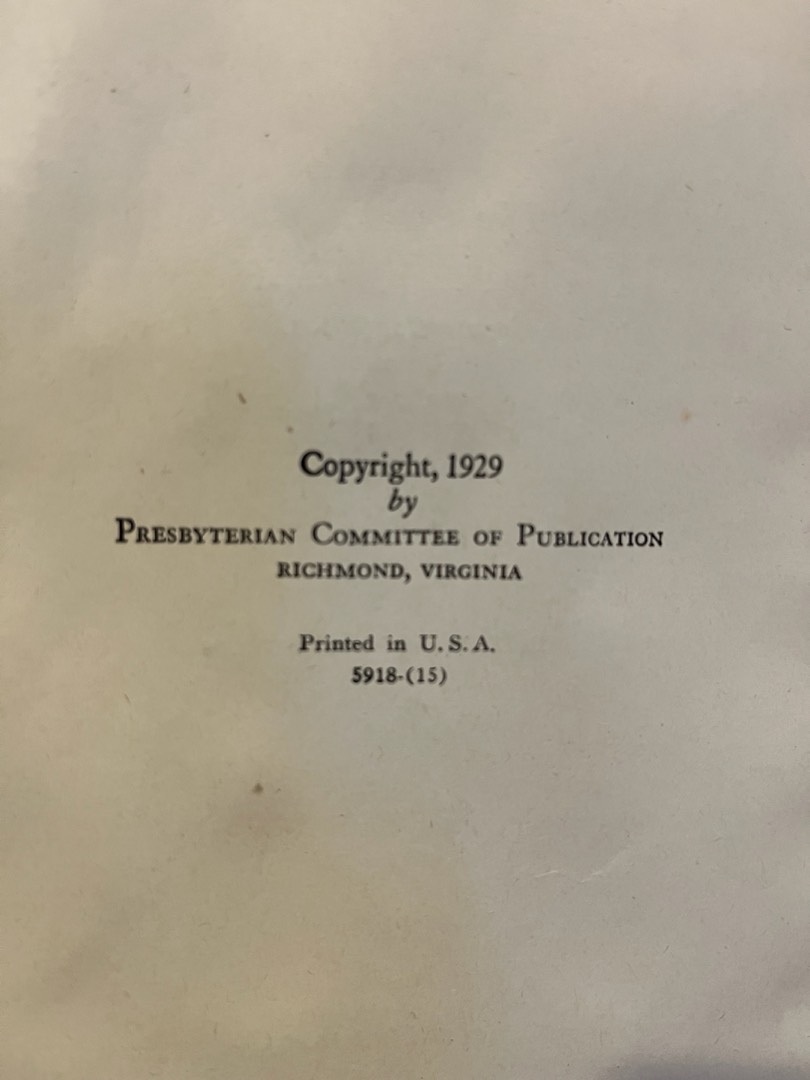 Copyright, 1929
by
PRESBYTERIAN COMMITTEE OF PUBLICATION
RICHMOND, VIRGINIA
Printed in U. S. A.
5918-(15)